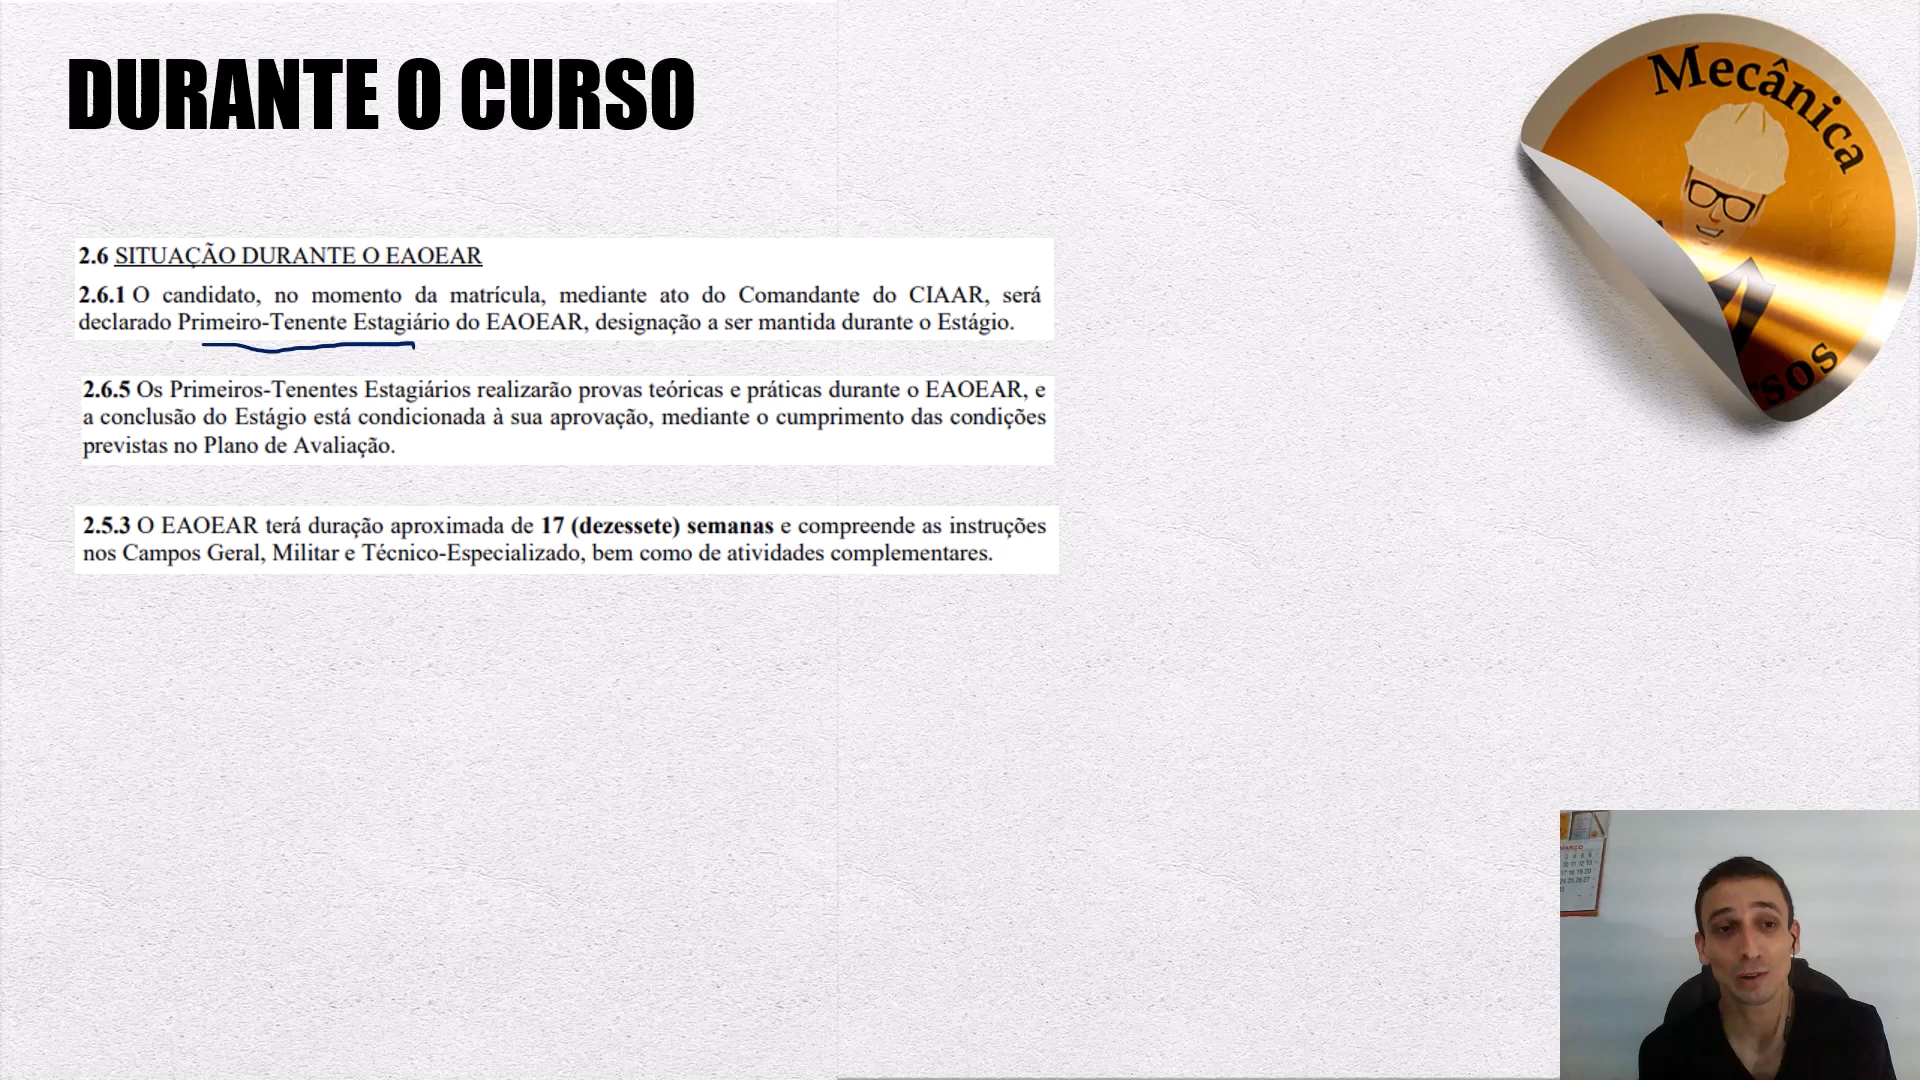 DURANTE O CURSO
Mecânica
2.6 SITUAÇÃO DURANTE O EAOEAR
2.6.1 O candidato, no momento da matrícula, mediante ato do Comandante do CIAAR, será
declarado Primeiro-Tenente Estagiário do EAOEAR, designação a ser mantida durante o Estágio.
2.6.5 Os Primeiros-Tenentes Estagiários realizarão provas teóricas e práticas durante o EAOEAR, e
a conclusão do Estágio está condicionada à sua aprovação, mediante o cumprimento das condições
previstas no Plano de Avaliação.
2.5.3 O EAOEAR terá duração aproximada de 17 (dezessete) semanas e compreende as instruções
nos Campos Geral, Militar e Técnico-Especializado, bem como de atividades complementares.
MARÇO